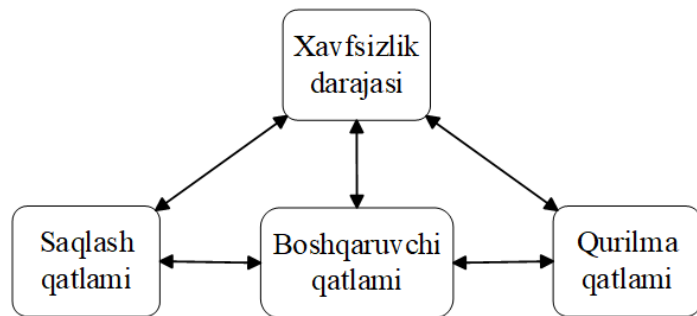 Xavfsizlik
darajasi
Saqlash
qatlami
Boshqaruvchi
qatlami
Qurilma
qatlami